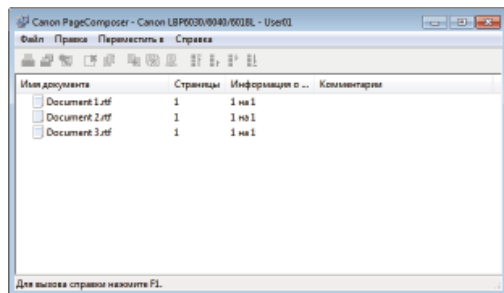 Canon PageComposer - Canon LBP6030/6040/6018L - User01
Файл Правка Переместить в Справка
Имя документа Страницы Информация о ... Комментарии
Document 1.rtf 1 1 на 1
Document 2.rtf 1 1 на 1
Document 3.rtf 1 1 на 1
Для вызова справки нажмите F1.